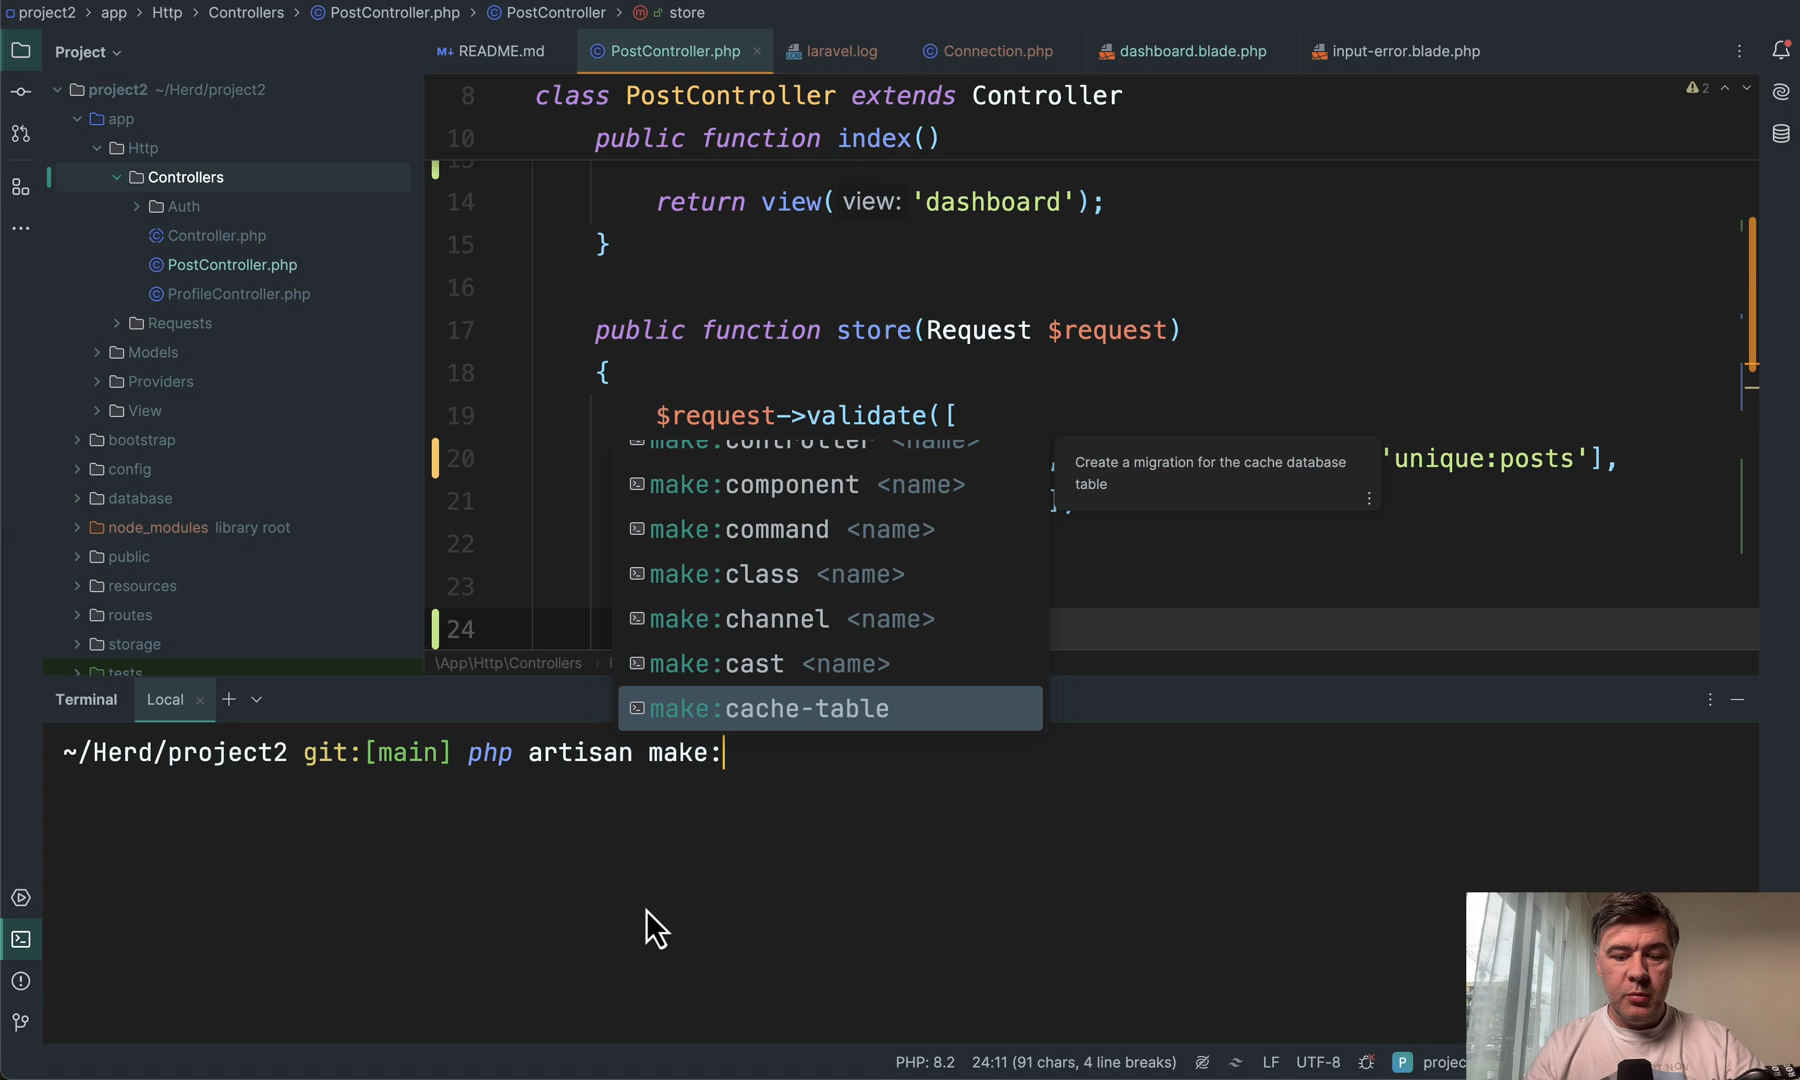 project2 > app > Http > Controllers > PostController.php > PostController > store
Project
README.md
PostController.php
laravel.log
Connection.php
dashboard.blade.php
input-error.blade.php
project2 ~/Herd/project2
app
Http
Controllers
Auth
Controller.php
PostController.php
ProfileController.php
Requests
Models
Providers
View
bootstrap
config
database
node_modules library root
public
resources
routes
storage
tests
8 class PostController extends Controller
2
10 public function index()
14 return view( view: 'dashboard');
15 }
16
17 public function store(Request $request)
18 {
19 $request->validate([
20 , 'unique:posts'],
21
22
23
24
make:controller <name>
make:component <name>
make:command <name>
make:class <name>
make:channel <name>
make:cast <name>
make:cache-table
Create a migration for the cache database
table
\App\Http\Controllers
Terminal Local
~/Herd/project2 git:[main] php artisan make:
PHP: 8.2 24:11 (91 chars, 4 line breaks) LF UTF-8 P projec